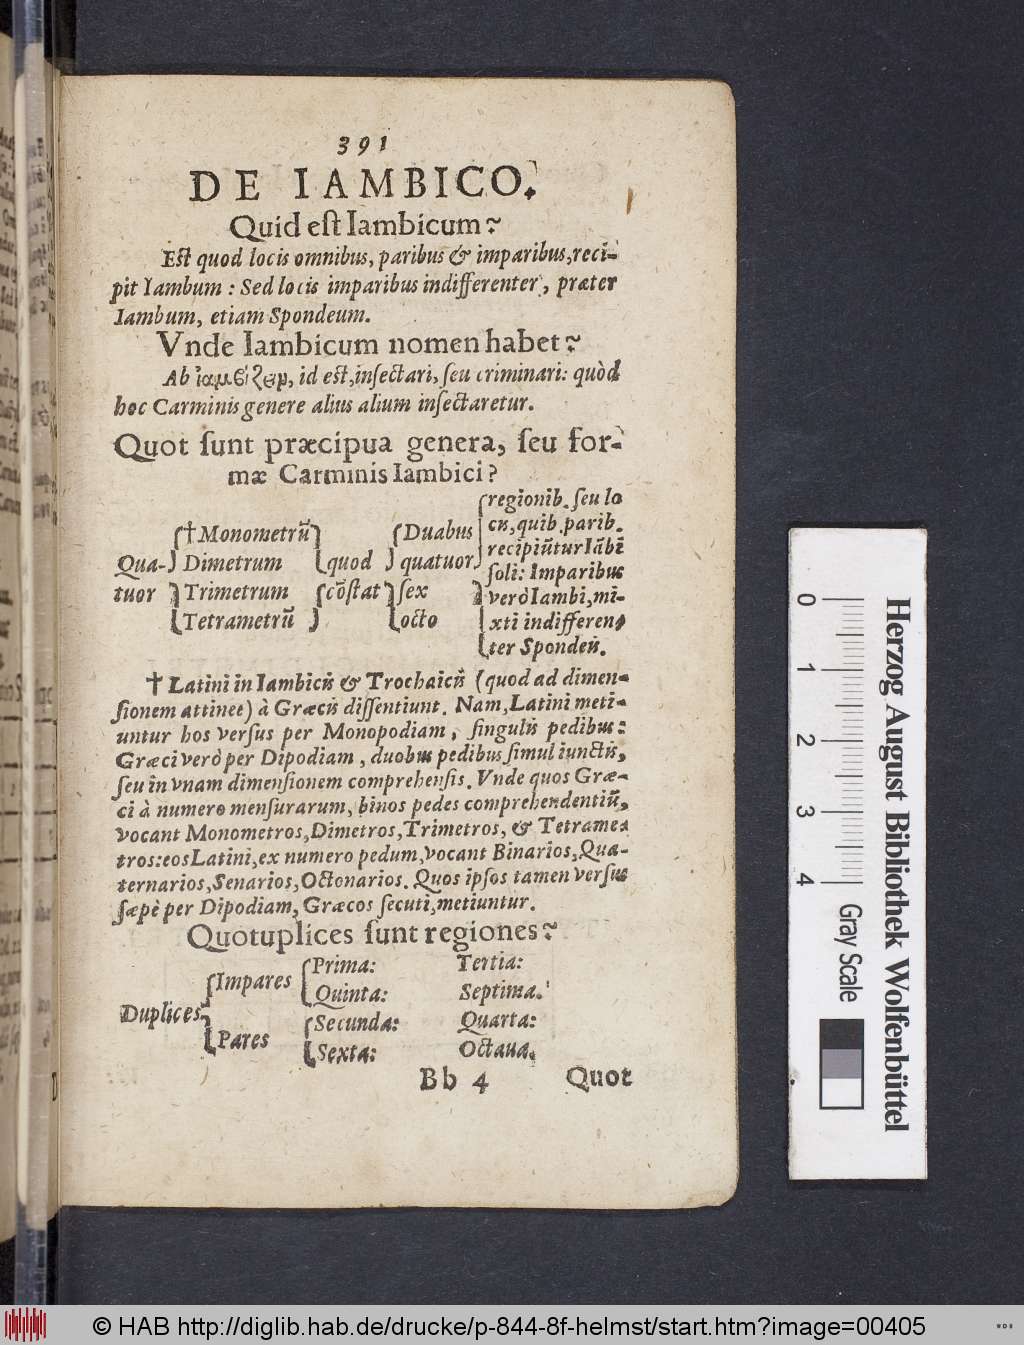 391
DE IAMBICO.
Quid est Iambicum?
Est quod locis omnibus, paribus & imparibus, reci-
pit Iambum : Sed locis imparibus indifferenter, præter
Iambum, etiam Spondeum.
Vnde Iambicum nomen habet?
Ab ἰαμβίζειν, id est, insectari, seu criminari: quòd
hoc Carminis genere alius alium insectaretur.
Quot sunt præcipua genera, seu for-
mæ Carminis Iambici?
Qua-
tuor
† Monometrũ
Dimetrum
Trimetrum
Tetrametrũ
quod
cõstat
Duabus
quatuor
sex
octo
regionib. seu lo
cis, quib. parib.
recipiũtur Iãbi
soli: Imparibus
verò Iambi, mi-
xti indifferen-
ter Spondeis.
† Latini in Iambicis & Trochaicis (quod ad dimen-
sionem attinet) à Græcis dissentiunt. Nam, Latini meti-
untur hos versus per Monopodiam, singulis pedibus:
Græci verò per Dipodiam, duobus pedibus simul iunctis,
seu in vnam dimensionem comprehensis. Vnde quos Græ-
ci à numero mensurarum, binos pedes comprehendentiũ,
vocant Monometros, Dimetros, Trimetros, & Tetrame-
tros: eos Latini, ex numero pedum, vocant Binarios, Qua-
ternarios, Senarios, Octonarios. Quos ipsos tamen versus
sæpè per Dipodiam, Græcos secuti, metiuntur.
Quotuplices sunt regiones?
Duplices
Impares
Prima: Tertia:
Quinta: Septima.
Pares
Secunda: Quarta:
Sexta: Octaua.
Bb 4 Quot
0 1 2 3 4
Gray Scale
Herzog August Bibliothek Wolfenbüttel
© HAB http://diglib.hab.de/drucke/p-844-8f-helmst/start.htm?image=00405